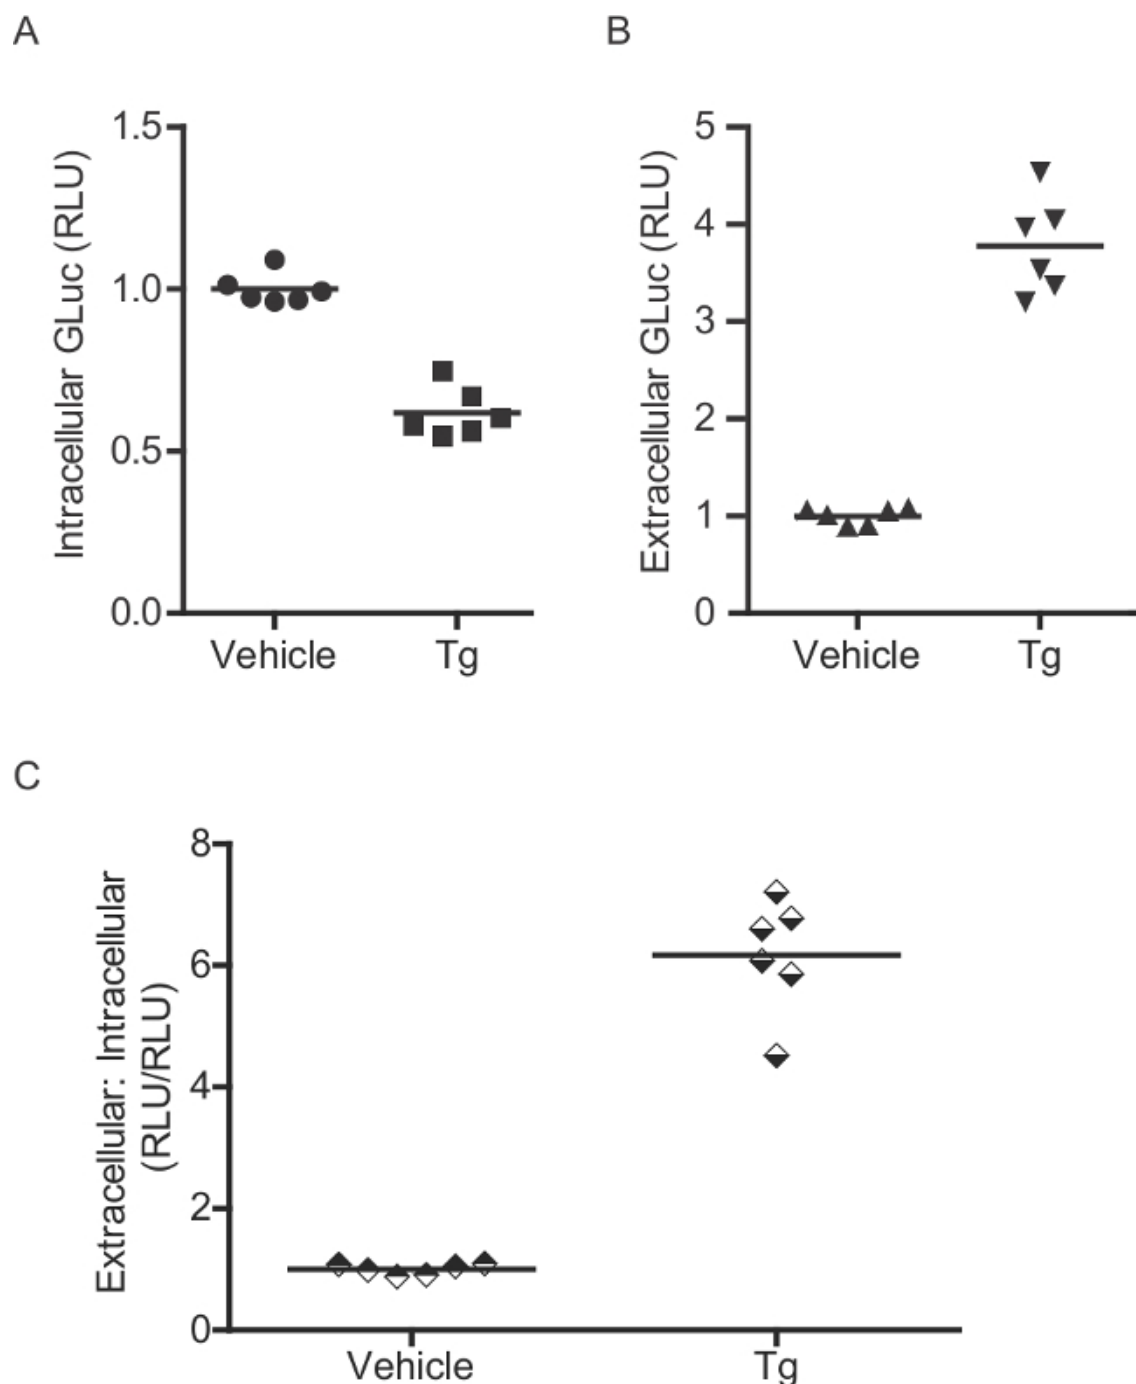 A
Intracellular GLuc (RLU)
1.5
1.0
0.5
0.0
Vehicle Tg
B
Extracellular GLuc (RLU)
5
4
3
2
1
0
Vehicle Tg
C
Extracellular: Intracellular
(RLU/RLU)
8
6
4
2
0
Vehicle Tg